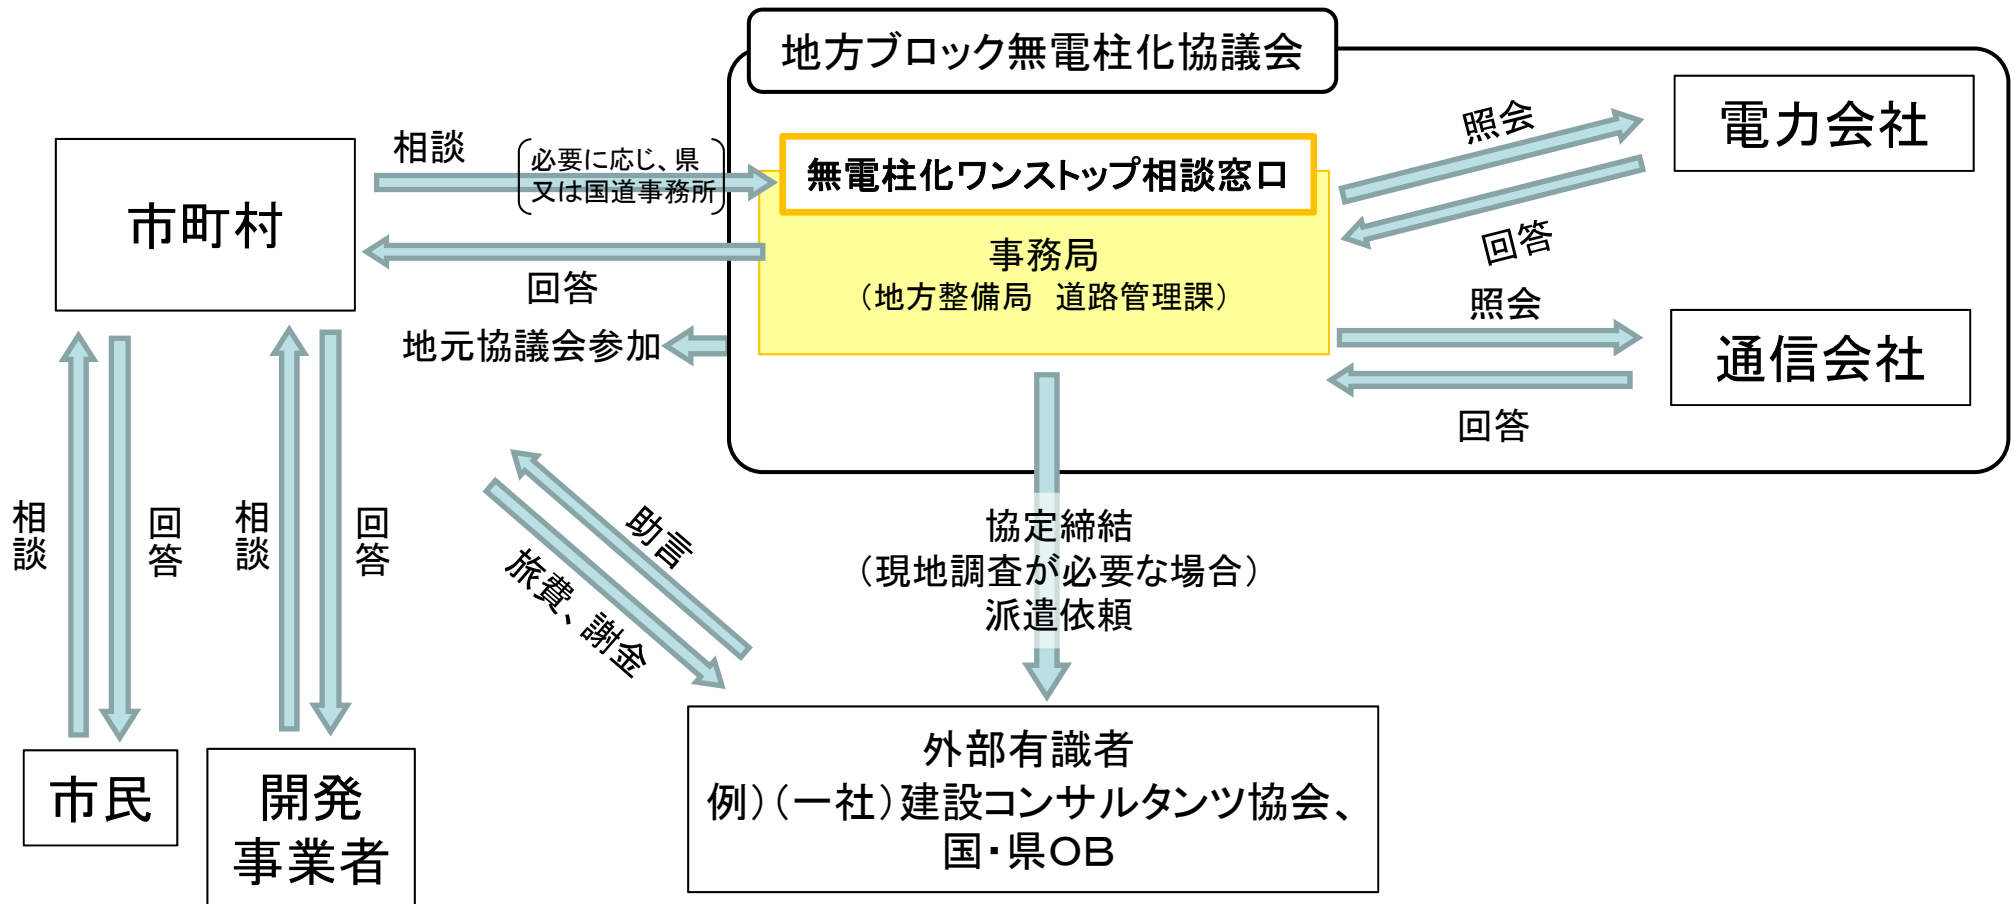 地方ブロック無電柱化協議会
電力会社
照会
相談
必要に応じ、県
又は国道事務所
無電柱化ワンストップ相談窓口
市町村
回答
事務局
（地方整備局　道路管理課）
回答
照会
地元協議会参加
通信会社
回答
相談
回答
相談
回答
助言
旅費、謝金
協定締結
（現地調査が必要な場合）
派遣依頼
外部有識者
例）（一社）建設コンサルタンツ協会、
国・県ＯＢ
市民
開発
事業者